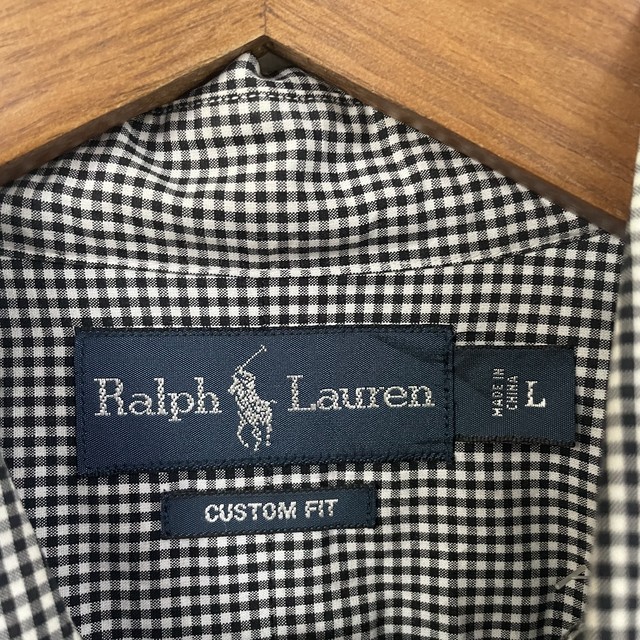 Ralph Lauren
MADE IN
CHINA
L
CUSTOM FIT